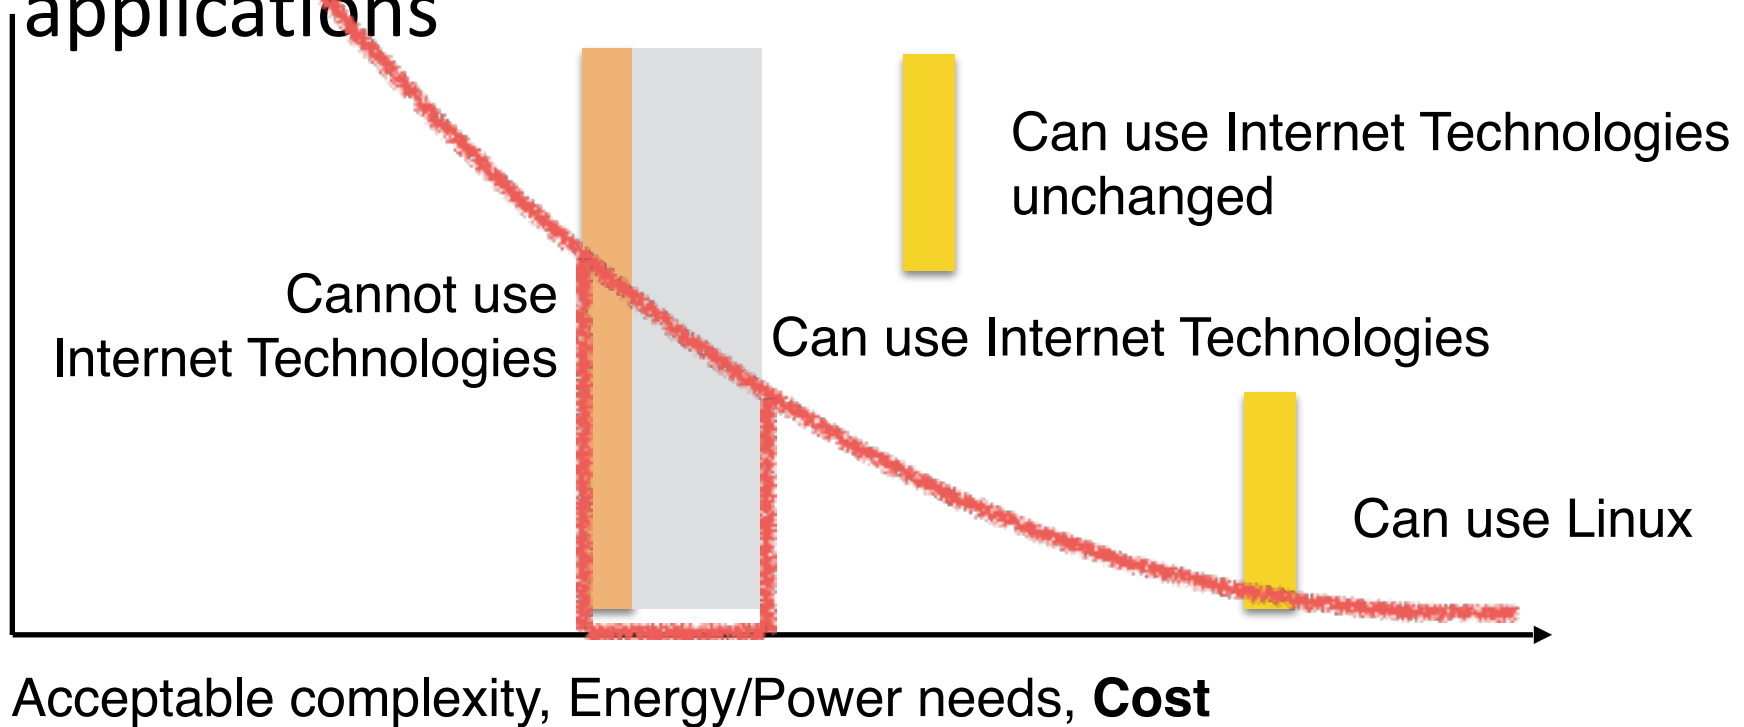 applications
Can use Internet Technologies
unchanged
Cannot use
Internet Technologies
Can use Internet Technologies
Can use Linux
Acceptable complexity, Energy/Power needs, Cost